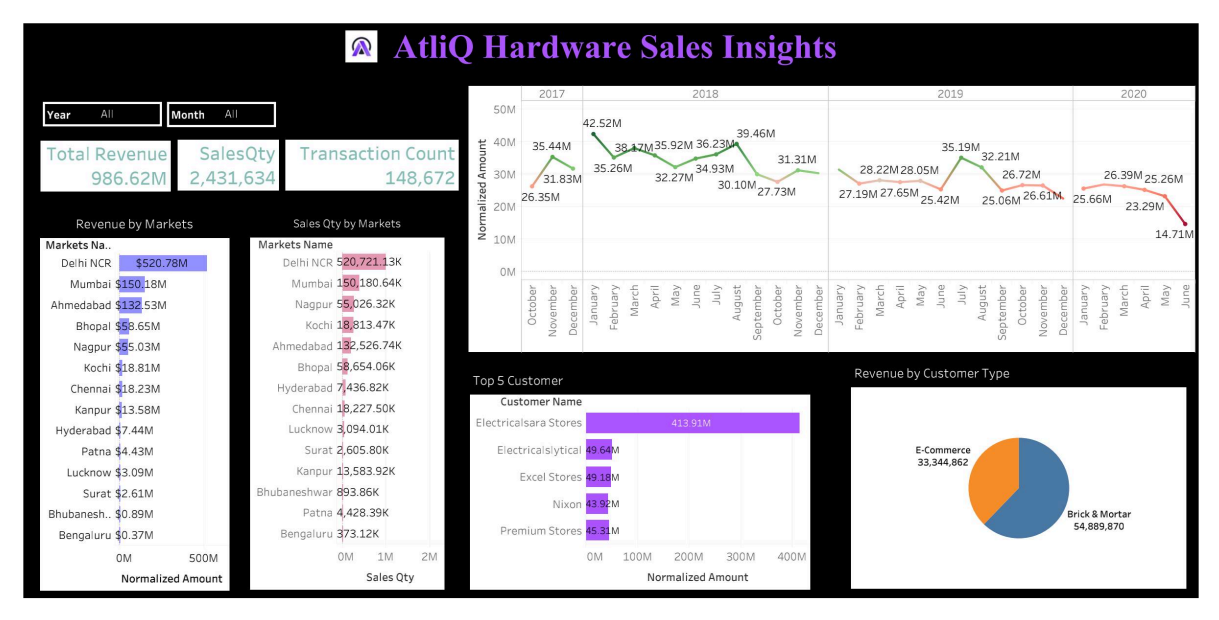 AtliQ Hardware Sales Insights
Year All
Month All
Total Revenue
986.62M
SalesQty
2,431,634
Transaction Count
148,672
2017 2018 2019 2020
50M
40M
30M
20M
10M
0M
Normalized Amount
26.35M
35.44M
31.83M
42.52M
35.26M
38.17M
35.92M
32.27M
34.93M
36.23M
39.46M
30.10M
27.73M
31.31M
27.19M
28.22M
27.65M
28.05M
25.42M
35.19M
32.21M
25.06M
26.72M
26.61M
25.66M
26.39M
23.29M
25.26M
14.71M
October
November
December
January
February
March
April
May
June
July
August
September
October
November
December
January
February
March
April
May
June
July
August
September
October
November
December
January
February
March
April
May
June
Revenue by Markets
Markets Na..
Delhi NCR $520.78M
Mumbai $150.18M
Ahmedabad $132.53M
Bhopal $58.65M
Nagpur $55.03M
Kochi $18.81M
Chennai $18.23M
Kanpur $13.58M
Hyderabad $7.44M
Patna $4.43M
Lucknow $3.09M
Surat $2.61M
Bhubanesh.. $0.89M
Bengaluru $0.37M
0M 500M
Normalized Amount
Sales Qty by Markets
Markets Name
Delhi NCR 520,721.13K
Mumbai 150,180.64K
Nagpur 55,026.32K
Kochi 18,813.47K
Ahmedabad 132,526.74K
Bhopal 58,654.06K
Hyderabad 7,436.82K
Chennai 18,227.50K
Lucknow 3,094.01K
Surat 2,605.80K
Kanpur 13,583.92K
Bhubaneshwar 893.86K
Patna 4,428.39K
Bengaluru 373.12K
0M 1M 2M
Sales Qty
Top 5 Customer
Customer Name
Electricalsara Stores 413.91M
Electricalslytical 49.64M
Excel Stores 49.18M
Nixon 43.92M
Premium Stores 45.31M
0M 100M 200M 300M 400M
Normalized Amount
Revenue by Customer Type
E-Commerce
33,344,862
Brick & Mortar
54,889,870